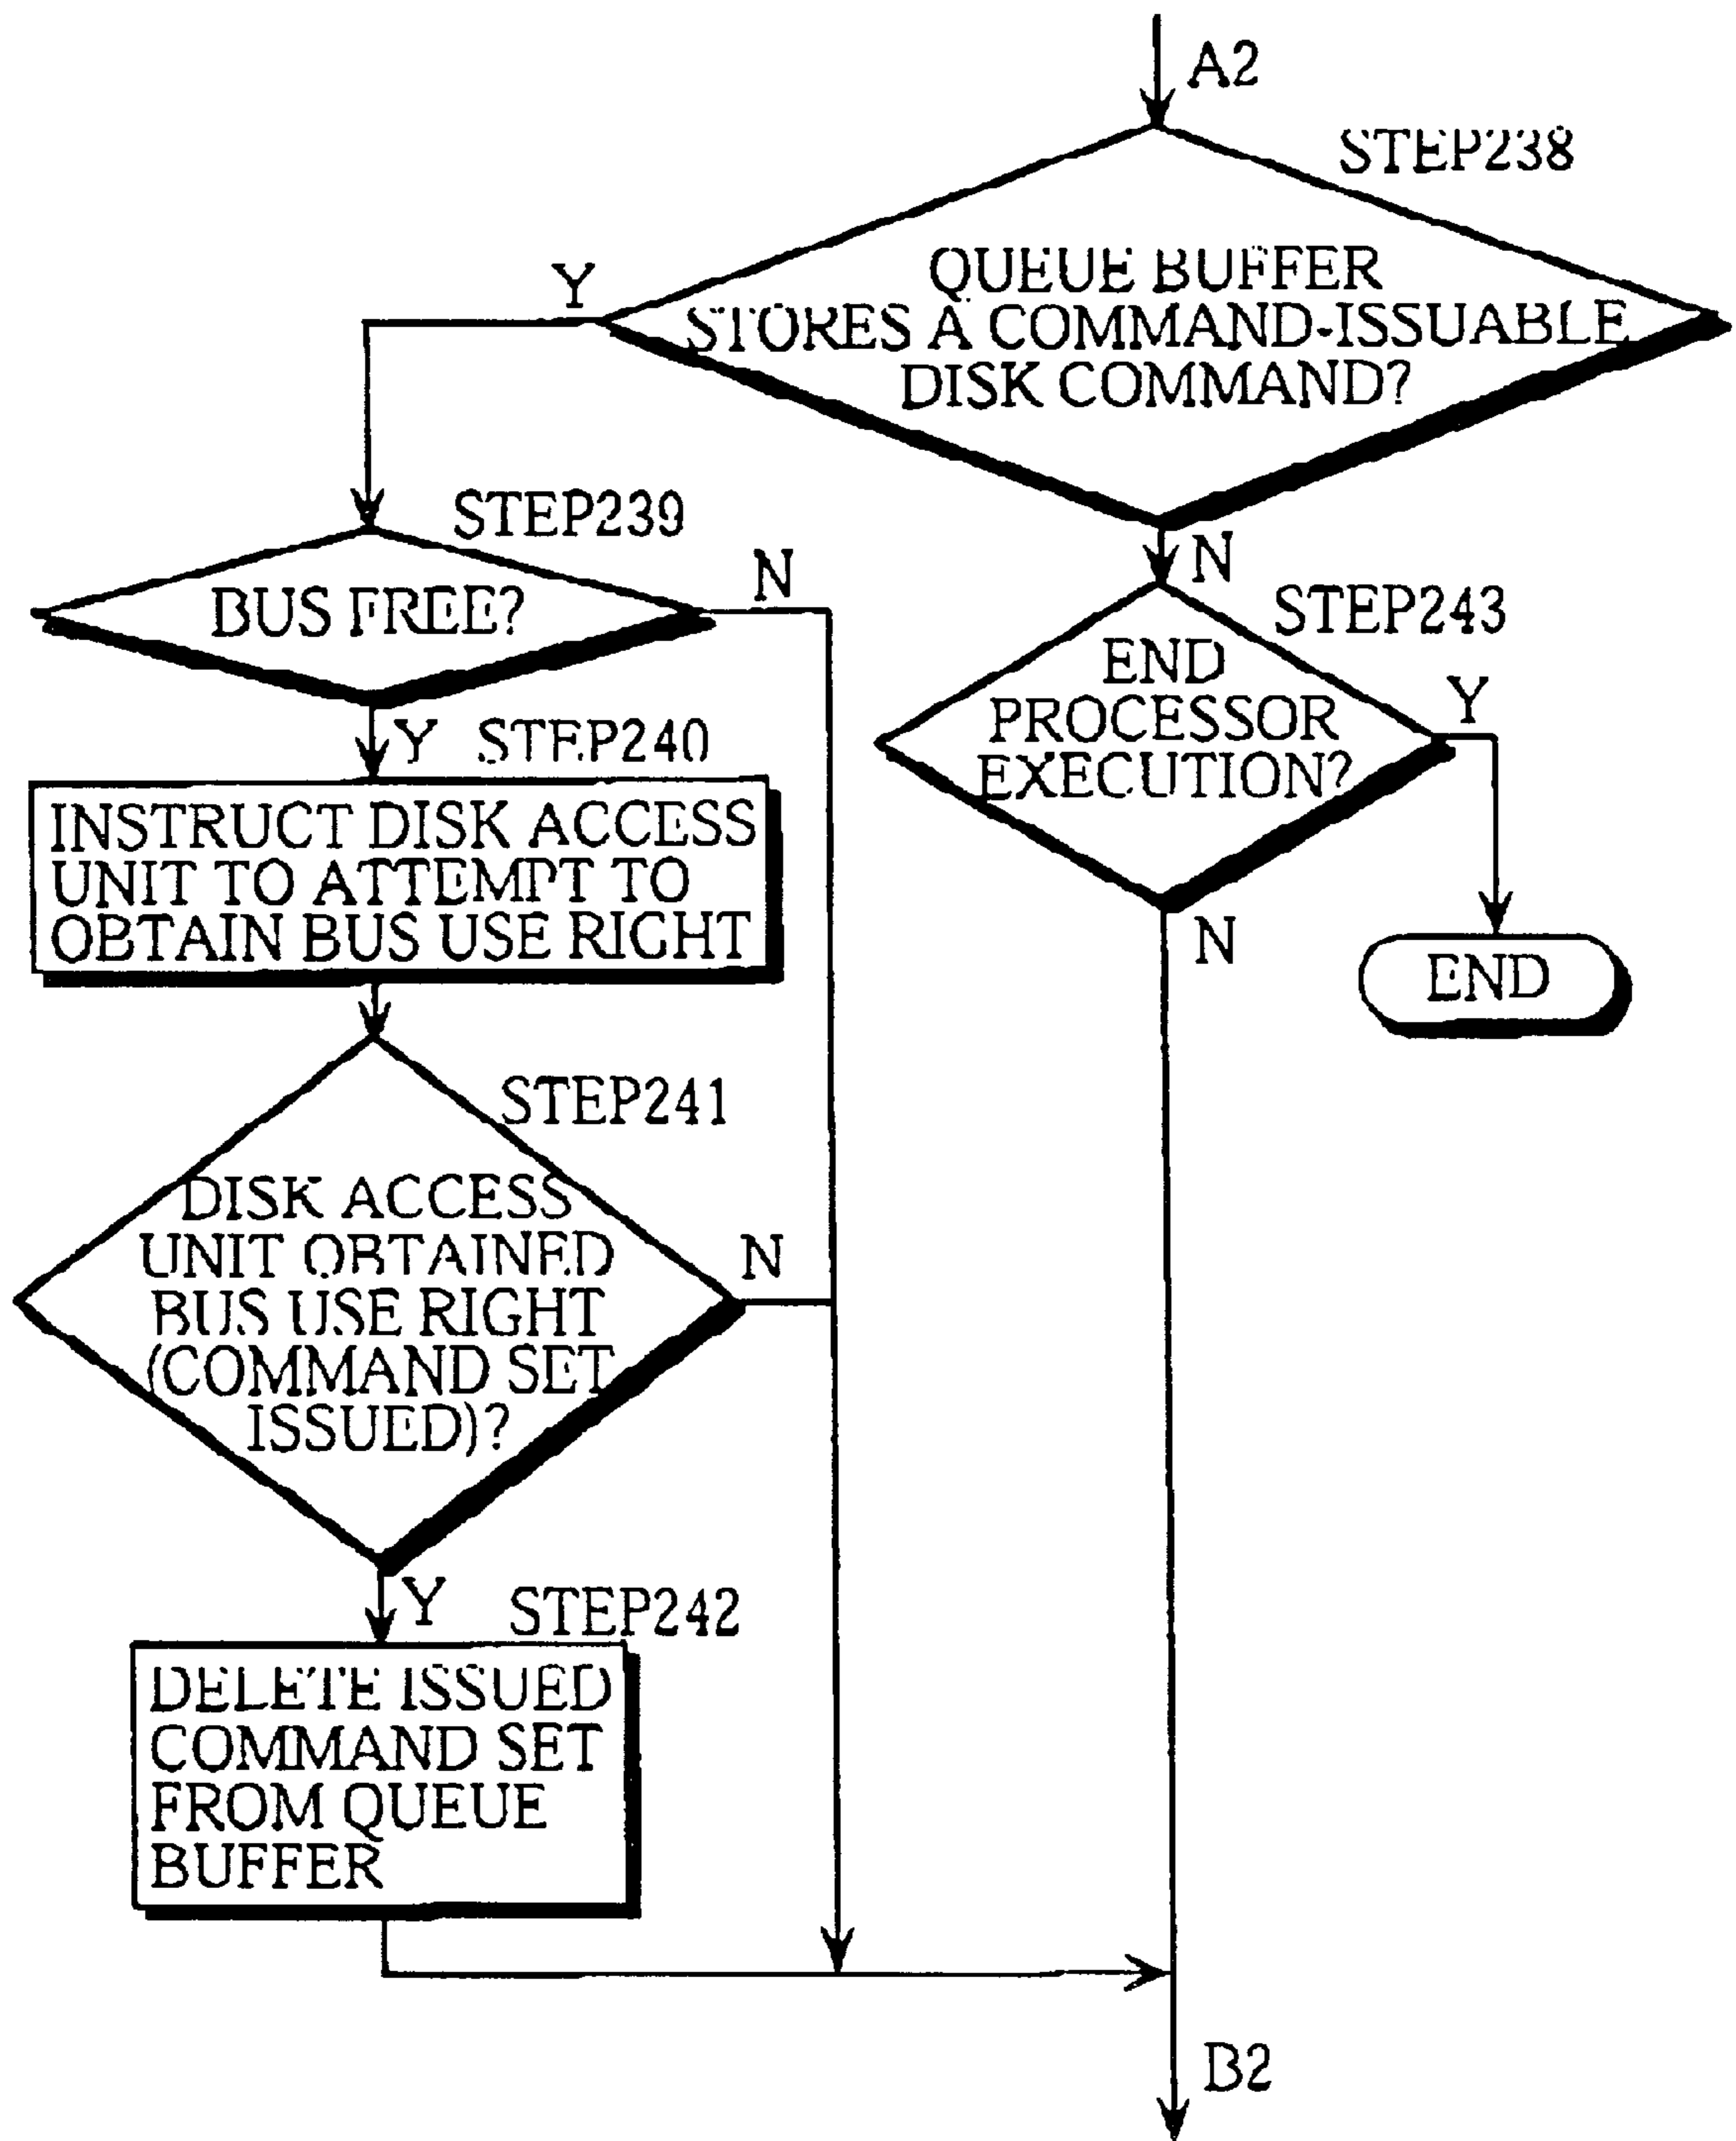 A2
STEP238
QUEUE BUFFER
STORES A COMMAND-ISSUABLE
DISK COMMAND?
Y
N
STEP239
BUS FREE?
N
Y
STEP240
INSTRUCT DISK ACCESS
UNIT TO ATTEMPT TO
OBTAIN BUS USE RIGHT
STEP241
DISK ACCESS
UNIT OBTAINED
BUS USE RIGHT
(COMMAND SET
ISSUED)?
N
Y
STEP242
DELETE ISSUED
COMMAND SET
FROM QUEUE
BUFFER
STEP243
END
PROCESSOR
EXECUTION?
Y
N
END
B2